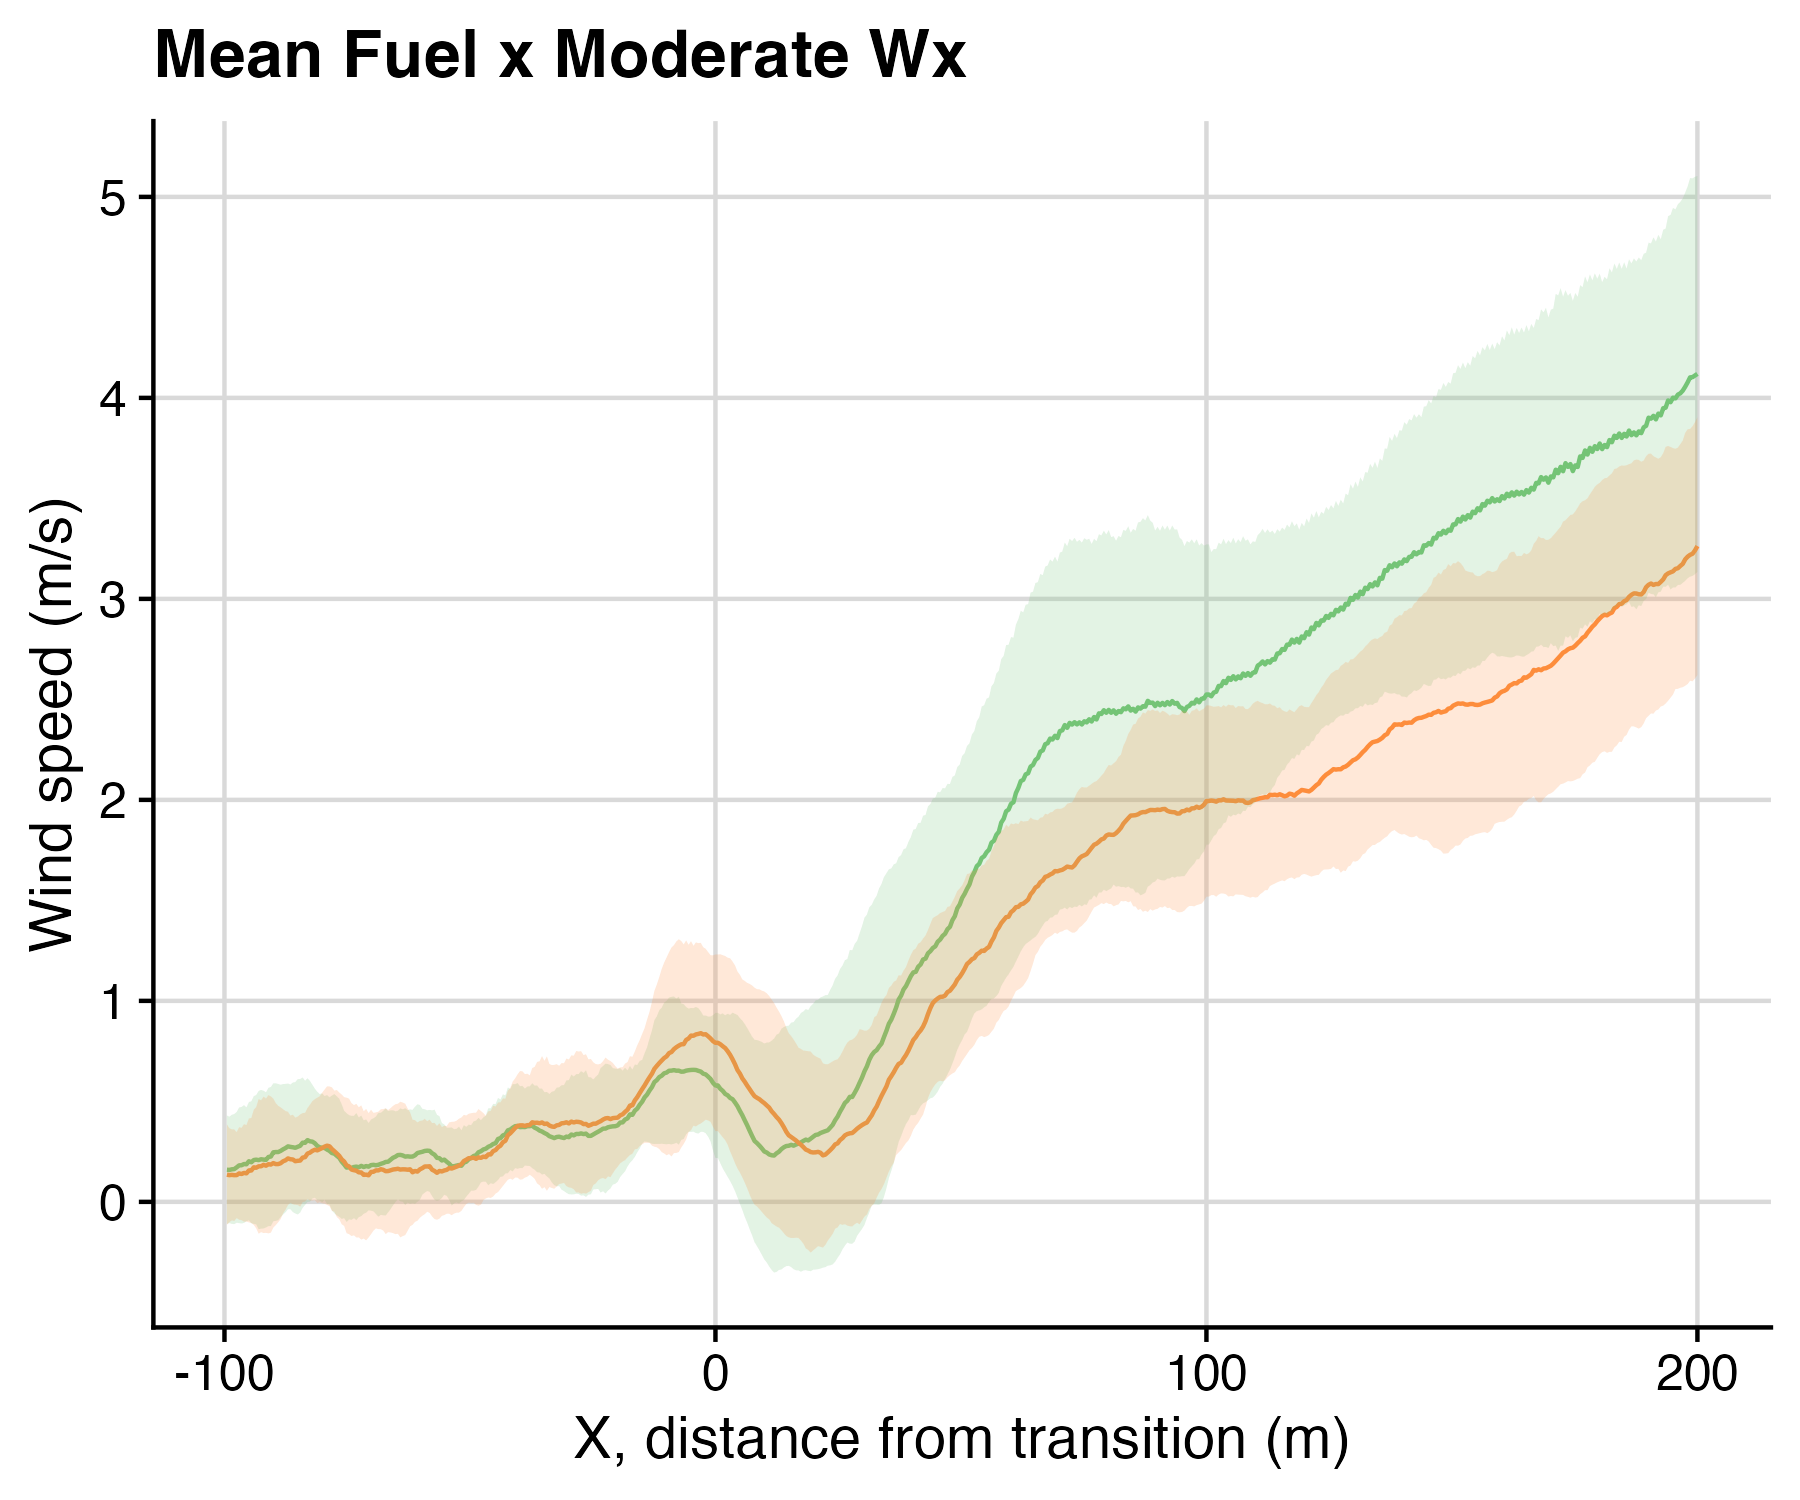 Mean Fuel x Moderate Wx
5
4
3
2
1
0
Wind speed (m/s)
-100 0 100 200
X, distance from transition (m)